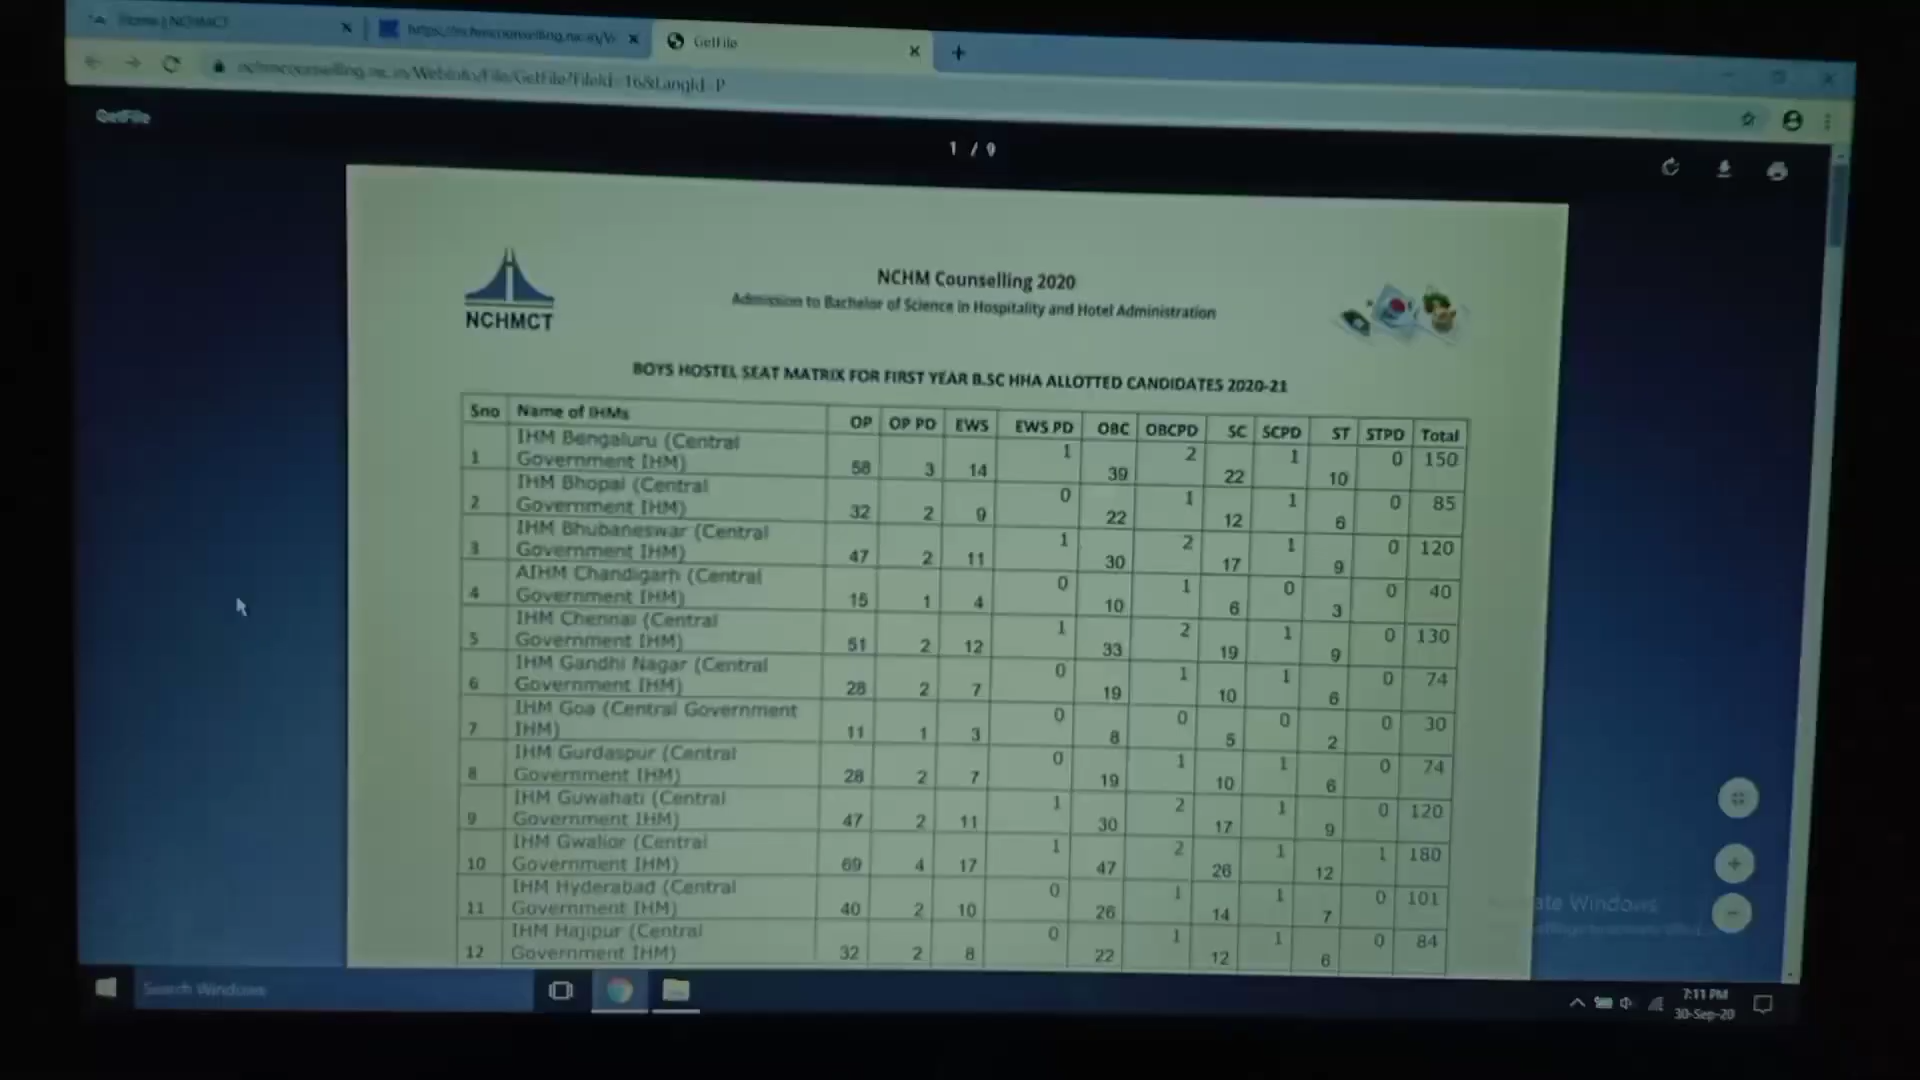 Home | NCHMCT
GetFile
nchmcounselling.nic.in/WebInfo/File/GetFile?FileId=16&LangId=P
GetFile
1 / 9
NCHMCT
NCHM Counselling 2020
Admission to Bachelor of Science in Hospitality and Hotel Administration
BOYS HOSTEL SEAT MATRIX FOR FIRST YEAR B.SC HHA ALLOTTED CANDIDATES 2020-21
Sno Name of IHMs OP OP PD EWS EWS PD OBC OBCPD SC SCPD ST STPD Total
1 IHM Bengaluru (Central
Government IHM) 58 3 14 1 39 2 22 1 10 0 150
2 IHM Bhopal (Central
Government IHM) 32 2 9 0 22 1 12 1 6 0 85
3 IHM Bhubaneswar (Central
Government IHM) 47 2 11 1 30 2 17 1 9 0 120
4 AIHM Chandigarh (Central
Government IHM) 15 1 4 0 10 1 6 0 3 0 40
5 IHM Chennai (Central
Government IHM) 51 2 12 1 33 2 19 1 9 0 130
6 IHM Gandhi Nagar (Central
Government IHM) 28 2 7 0 19 1 10 1 6 0 74
7 IHM Goa (Central Government
IHM) 11 1 3 0 8 0 5 0 2 0 30
8 IHM Gurdaspur (Central
Government IHM) 28 2 7 0 19 1 10 1 6 0 74
9 IHM Guwahati (Central
Government IHM) 47 2 11 1 30 2 17 1 9 0 120
10 IHM Gwalior (Central
Government IHM) 69 4 17 1 47 2 26 1 12 1 180
11 IHM Hyderabad (Central
Government IHM) 40 2 10 0 26 1 14 1 7 0 101
12 IHM Hajipur (Central
Government IHM) 32 2 8 0 22 1 12 1 6 0 84
ate Windows
Search Windows
7:11 PM
30-Sep-20